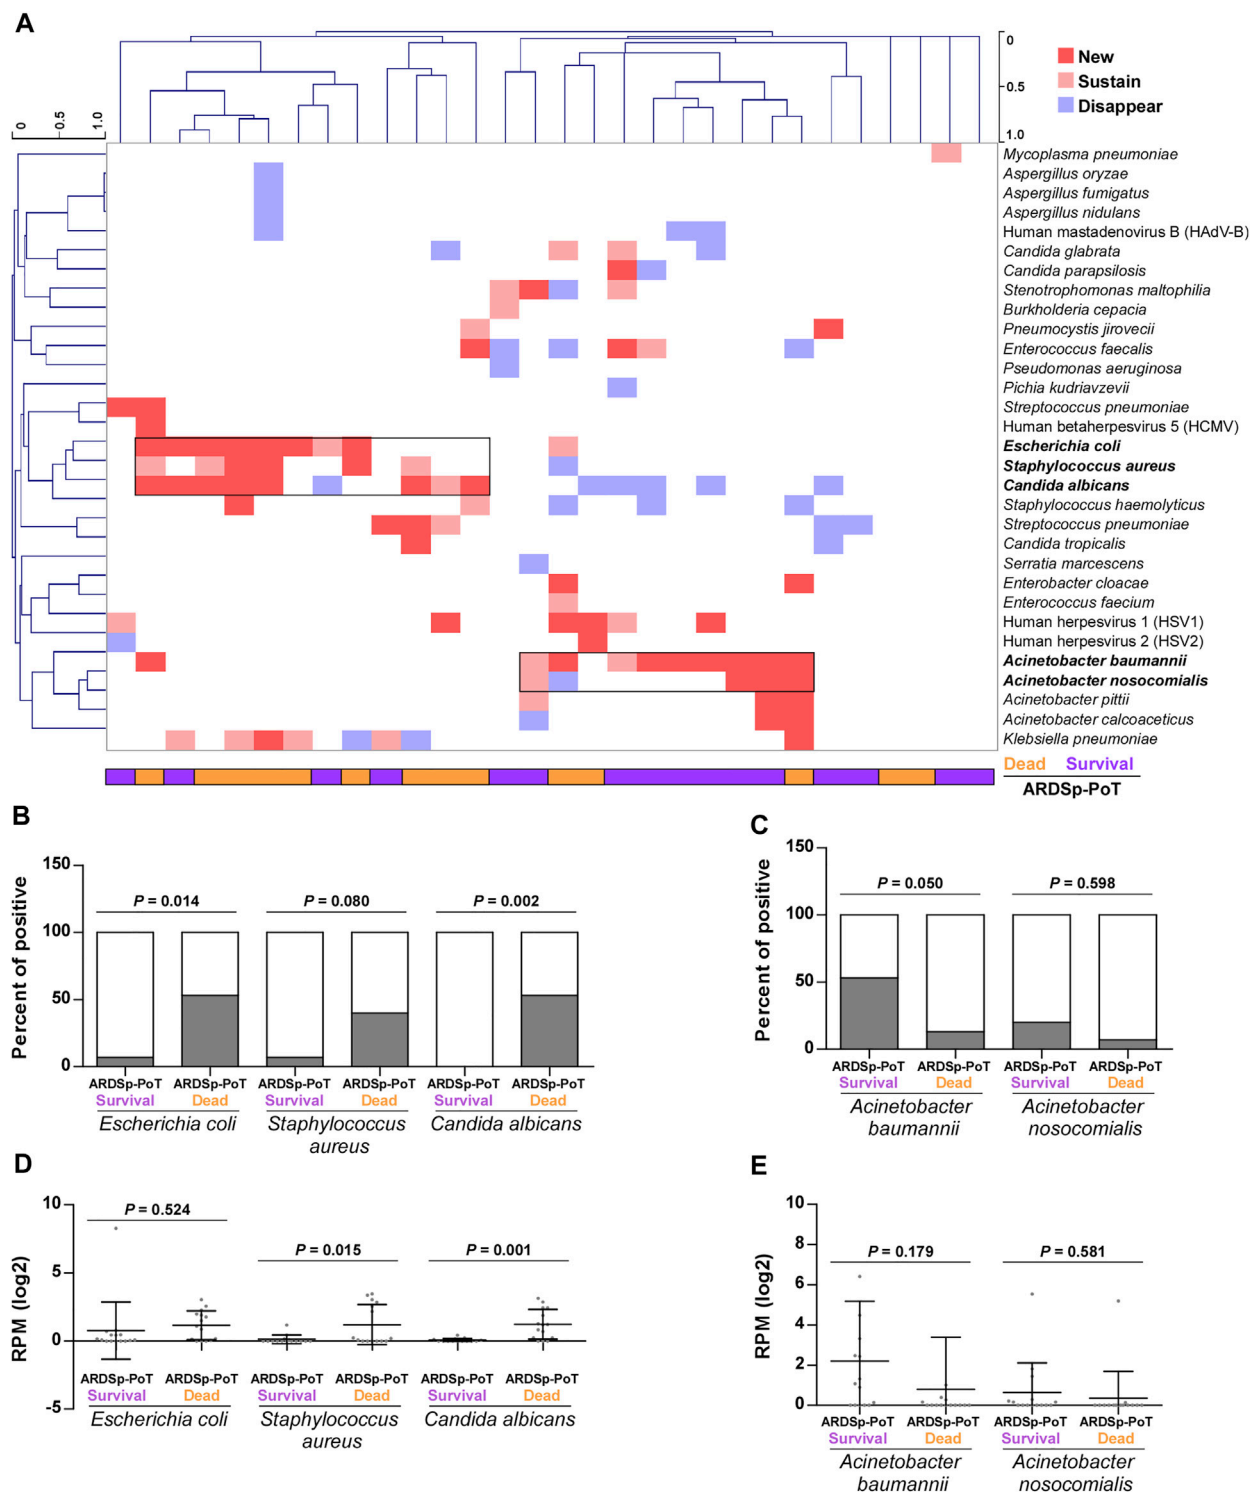 A
0
0.5
1.0
New
Sustain
Disappear
0
0.5
1.0
Mycoplasma pneumoniae
Aspergillus oryzae
Aspergillus fumigatus
Aspergillus nidulans
Human mastadenovirus B (HAdV-B)
Candida glabrata
Candida parapsilosis
Stenotrophomonas maltophilia
Burkholderia cepacia
Pneumocystis jirovecii
Enterococcus faecalis
Pseudomonas aeruginosa
Pichia kudriavzevii
Streptococcus pneumoniae
Human betaherpesvirus 5 (HCMV)
Escherichia coli
Staphylococcus aureus
Candida albicans
Staphylococcus haemolyticus
Streptococcus pneumoniae
Candida tropicalis
Serratia marcescens
Enterobacter cloacae
Enterococcus faecium
Human herpesvirus 1 (HSV1)
Human herpesvirus 2 (HSV2)
Acinetobacter baumannii
Acinetobacter nosocomialis
Acinetobacter pittii
Acinetobacter calcoaceticus
Klebsiella pneumoniae
Dead Survival
ARDSp-PoT
B
Percent of positive
150
100
50
0
P = 0.014 P = 0.080 P = 0.002
ARDSp-PoT ARDSp-PoT ARDSp-PoT ARDSp-PoT ARDSp-PoT ARDSp-PoT
Survival Dead Survival Dead Survival Dead
Escherichia coli Staphylococcus Candida albicans
aureus
C
Percent of positive
150
100
50
0
P = 0.050 P = 0.598
ARDSp-PoT ARDSp-PoT ARDSp-PoT ARDSp-PoT
Survival Dead Survival Dead
Acinetobacter Acinetobacter
baumannii nosocomialis
D
RPM (log2)
10
5
0
-5
P = 0.524 P = 0.015 P = 0.001
ARDSp-PoT ARDSp-PoT ARDSp-PoT ARDSp-PoT ARDSp-PoT ARDSp-PoT
Survival Dead Survival Dead Survival Dead
Escherichia coli Staphylococcus Candida albicans
aureus
E
RPM (log2)
10
8
6
4
2
0
P = 0.179 P = 0.581
ARDSp-PoT ARDSp-PoT ARDSp-PoT ARDSp-PoT
Survival Dead Survival Dead
Acinetobacter Acinetobacter
baumannii nosocomialis